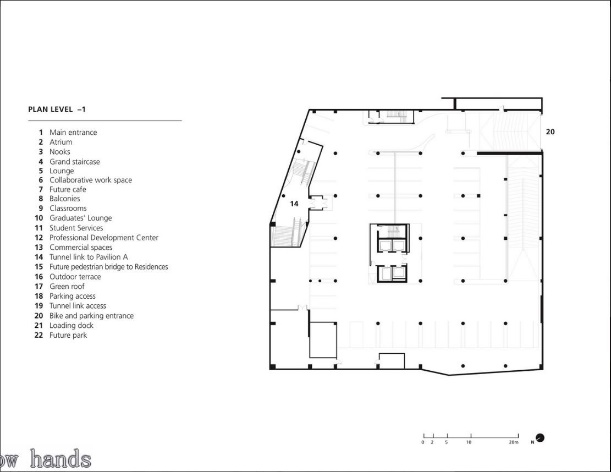 PLAN LEVEL –1
1 Main entrance
2 Atrium
3 Nooks
4 Grand staircase
5 Lounge
6 Collaborative work space
7 Future cafe
8 Balconies
9 Classrooms
10 Graduates' Lounge
11 Student Services
12 Professional Development Center
13 Commercial spaces
14 Tunnel link to Pavilion A
15 Future pedestrian bridge to Residences
16 Outdoor terrace
17 Green roof
18 Parking access
19 Tunnel link access
20 Bike and parking entrance
21 Loading dock
22 Future park
20
14
0 2 5 10 20m N
ow hands